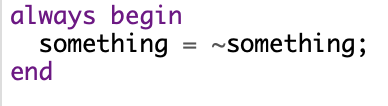 always begin
  something = ~something;
end